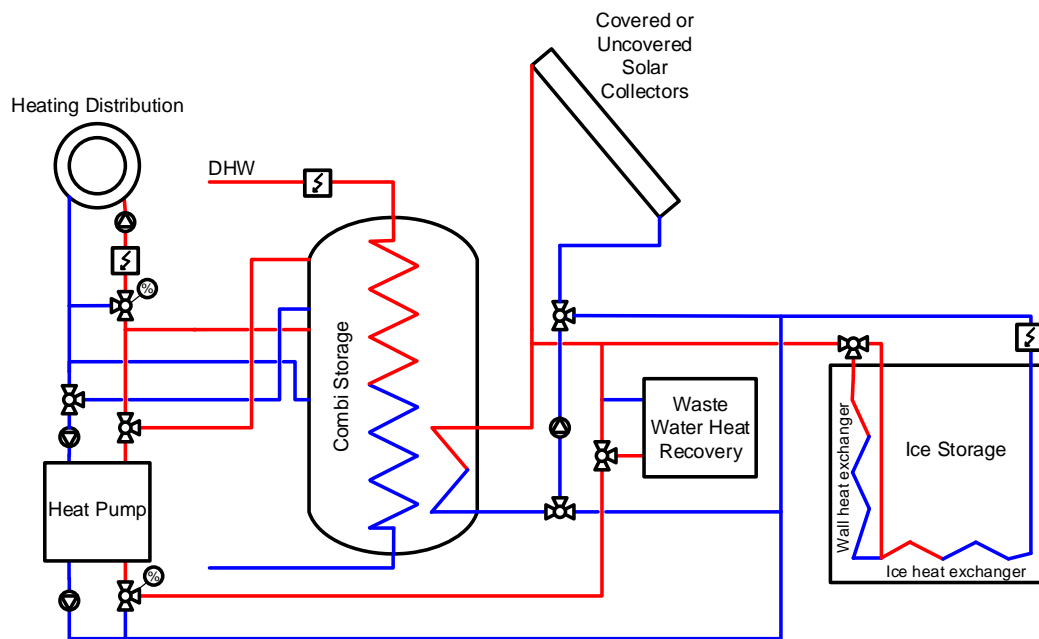 Covered or
Uncovered
Solar
Collectors
Heating Distribution
DHW
%
Combi Storage
Waste
Water Heat
Recovery
Wall heat exchanger
Ice Storage
Heat Pump
Ice heat exchanger
%